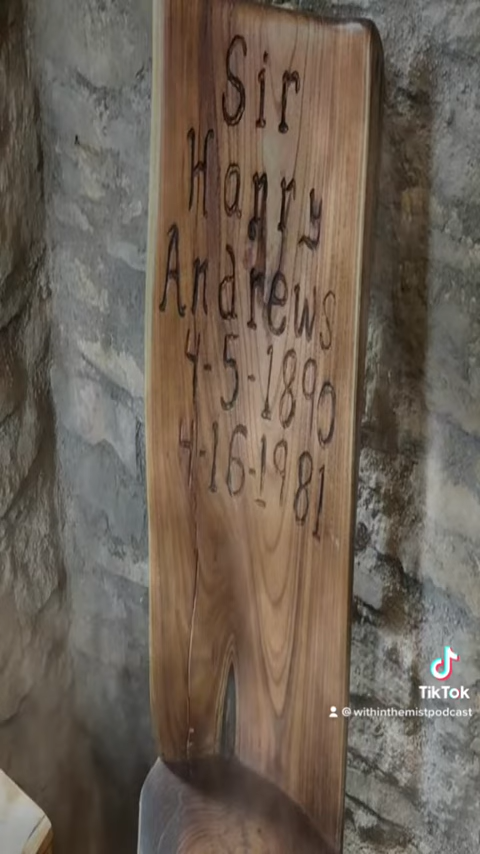 Sir
Harry
Andrews
4-5-1890
4-16-1981
TikTok
@withinthemistpodcast